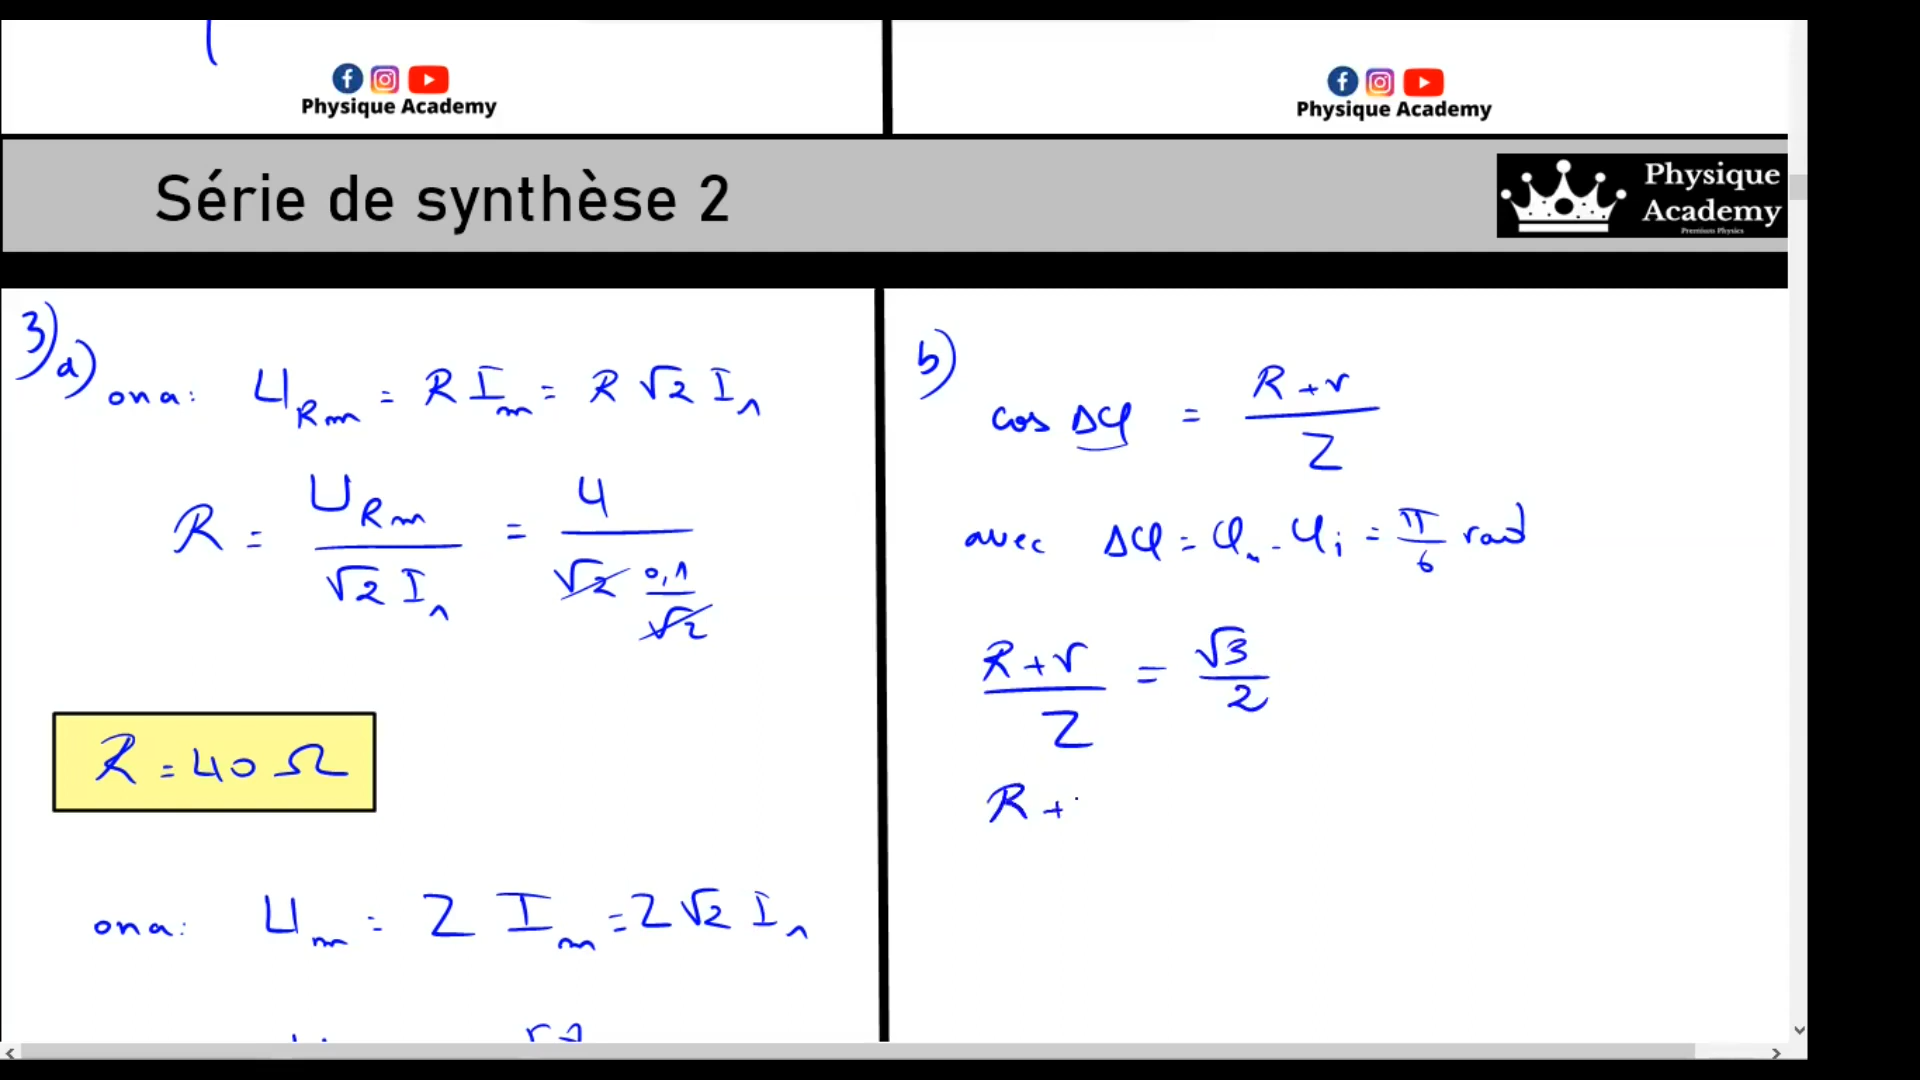 Physique Academy
Physique Academy
Série de synthèse 2
Physique
Academy
Premium Physics
3)
a) on a : U_Rm = R I_m = R √2 I_1
R = U_Rm / (√2 I_1) = 4 / (√2 · 0,1/√2)
R = 40 Ω
on a : U_m = Z I_m = Z √2 I_1
b)
cos Δφ = (R + r) / Z
avec Δφ = φ_u - φ_i = π/6 rad
(R + r) / Z = √3 / 2
R +